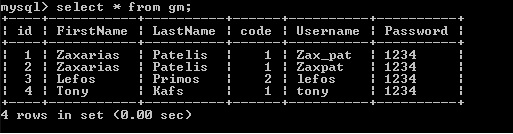 mysql> select * from gm;
+----+-----------+----------+------+----------+----------+
| id | FirstName | LastName | code | Username | Password |
+----+-----------+----------+------+----------+----------+
|  1 | Zaxarias  | Patelis  |    1 | Zax_pat  | 1234     |
|  2 | Zaxarias  | Patelis  |    1 | Zaxpat   | 1234     |
|  3 | Lefos     | Primos   |    2 | lefos    | 1234     |
|  4 | Tony      | Kafs     |    1 | tony     | 1234     |
+----+-----------+----------+------+----------+----------+
4 rows in set (0.00 sec)